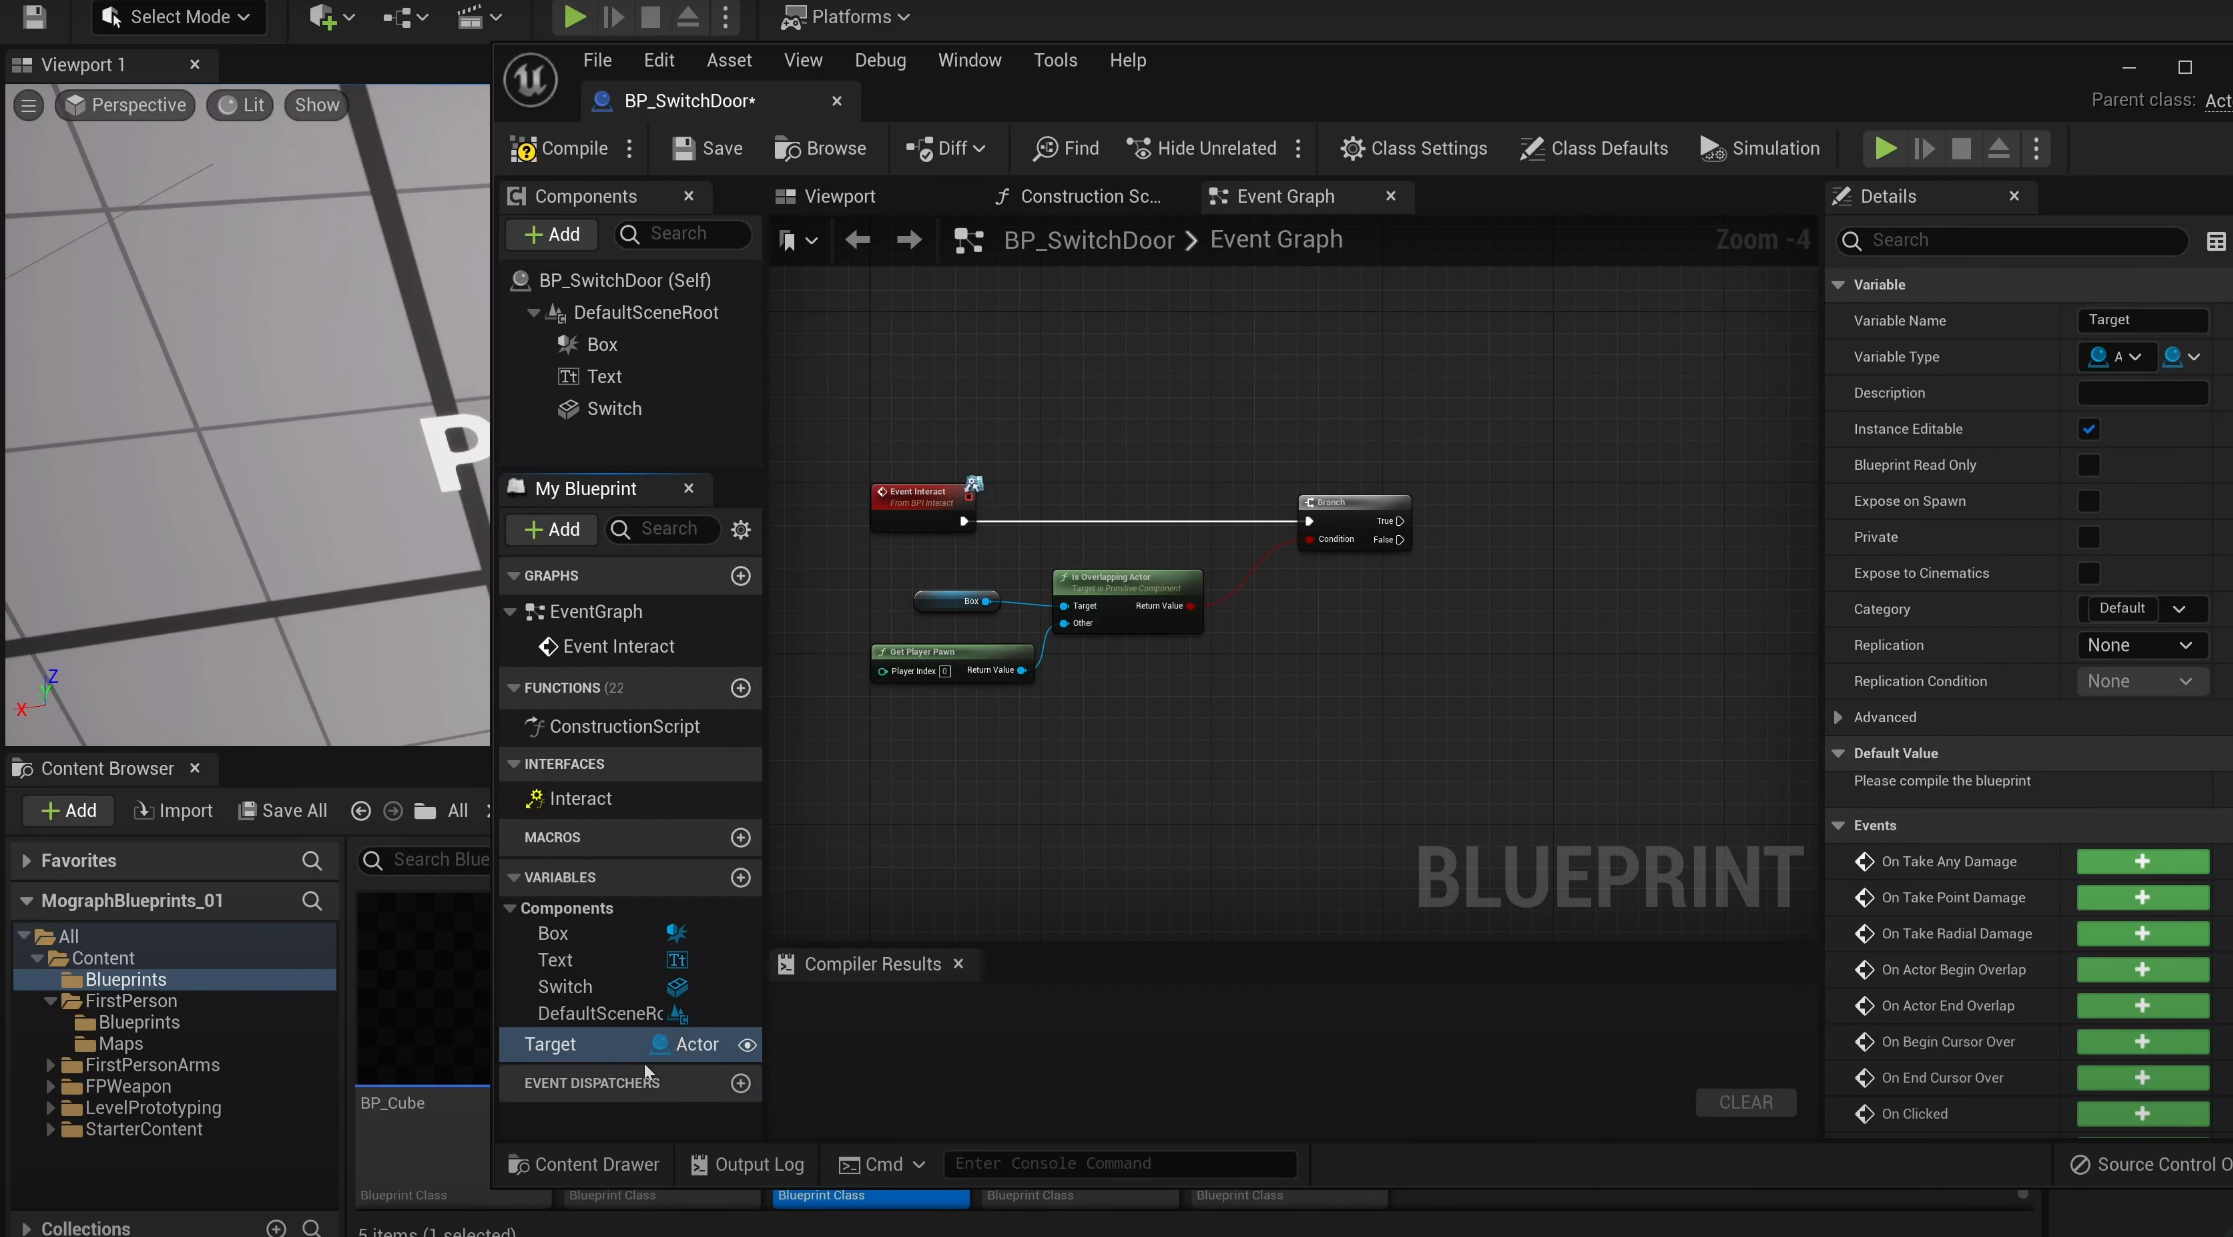 Select Mode
Platforms
Viewport 1
Perspective
Lit
Show
P
Z
Y
X
File Edit Asset View Debug Window Tools Help
BP_SwitchDoor*
Parent class: Act
Compile
Save
Browse
Diff
Find
Hide Unrelated
Class Settings
Class Defaults
Simulation
Components
Add
Search
BP_SwitchDoor (Self)
DefaultSceneRoot
Box
Text
Switch
My Blueprint
Add
Search
GRAPHS
EventGraph
Event Interact
FUNCTIONS (22
ConstructionScript
INTERFACES
Interact
MACROS
VARIABLES
Components
Box
Text
Switch
DefaultSceneRc
Target Actor
EVENT DISPATCHERS
Viewport
Construction Sc...
Event Graph
BP_SwitchDoor > Event Graph
Zoom -4
Event Interact
From BPI Interact
Branch
True
Condition False
Is Overlapping Actor
Target is Primitive Component
Box
Target Return Value
Other
Get Player Pawn
Player Index 0 Return Value
BLUEPRINT
Compiler Results
CLEAR
Details
Search
Variable
Variable Name Target
Variable Type A
Description
Instance Editable
Blueprint Read Only
Expose on Spawn
Private
Expose to Cinematics
Category Default
Replication None
Replication Condition None
Advanced
Default Value
Please compile the blueprint
Events
On Take Any Damage
On Take Point Damage
On Take Radial Damage
On Actor Begin Overlap
On Actor End Overlap
On Begin Cursor Over
On End Cursor Over
On Clicked
Content Browser
Add
Import
Save All
All
Favorites
Search Blue
MographBlueprints_01
All
Content
Blueprints
FirstPerson
Blueprints
Maps
FirstPersonArms
FPWeapon
LevelPrototyping
StarterContent
BP_Cube
Content Drawer
Output Log
Cmd
Enter Console Command
Source Control O
Blueprint Class
Blueprint Class
Blueprint Class
Blueprint Class
Blueprint Class
Collections
5 items (1 selected)